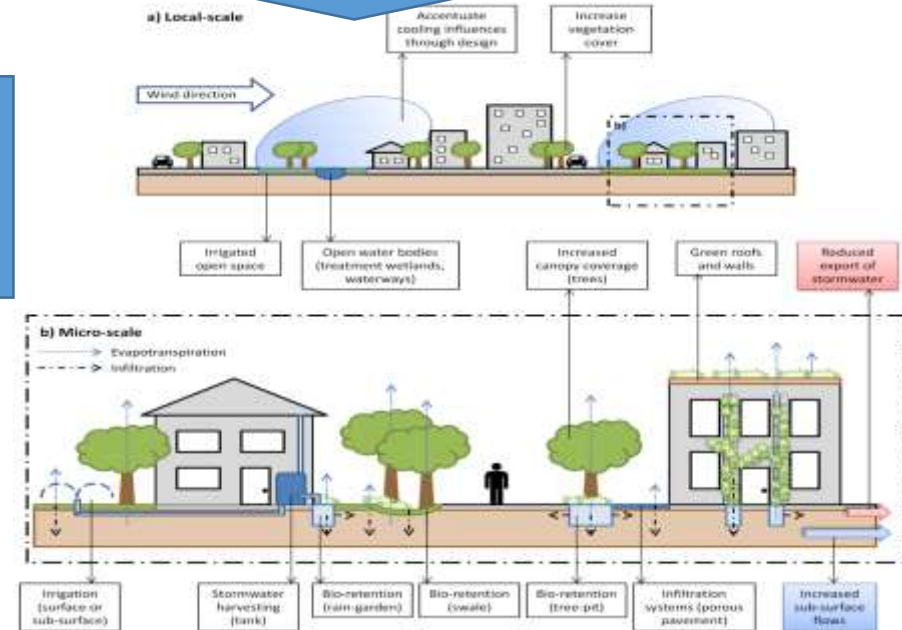 a) Local-scale
Accentuate
cooling influences
through design
Increase
vegetation
cover
Wind direction
b)
Irrigated
open space
Open water bodies
(treatment wetlands,
waterways)
Increased
canopy coverage
(trees)
Green roofs
and walls
Reduced
export of
stormwater
b) Micro-scale
Evapotranspiration
Infiltration
Irrigation
(surface or
sub-surface)
Stormwater
harvesting
(tank)
Bio-retention
(rain-garden)
Bio-retention
(swale)
Bio-retention
(tree-pit)
Infiltration
systems (porous
pavement)
Increased
sub-surface
flows